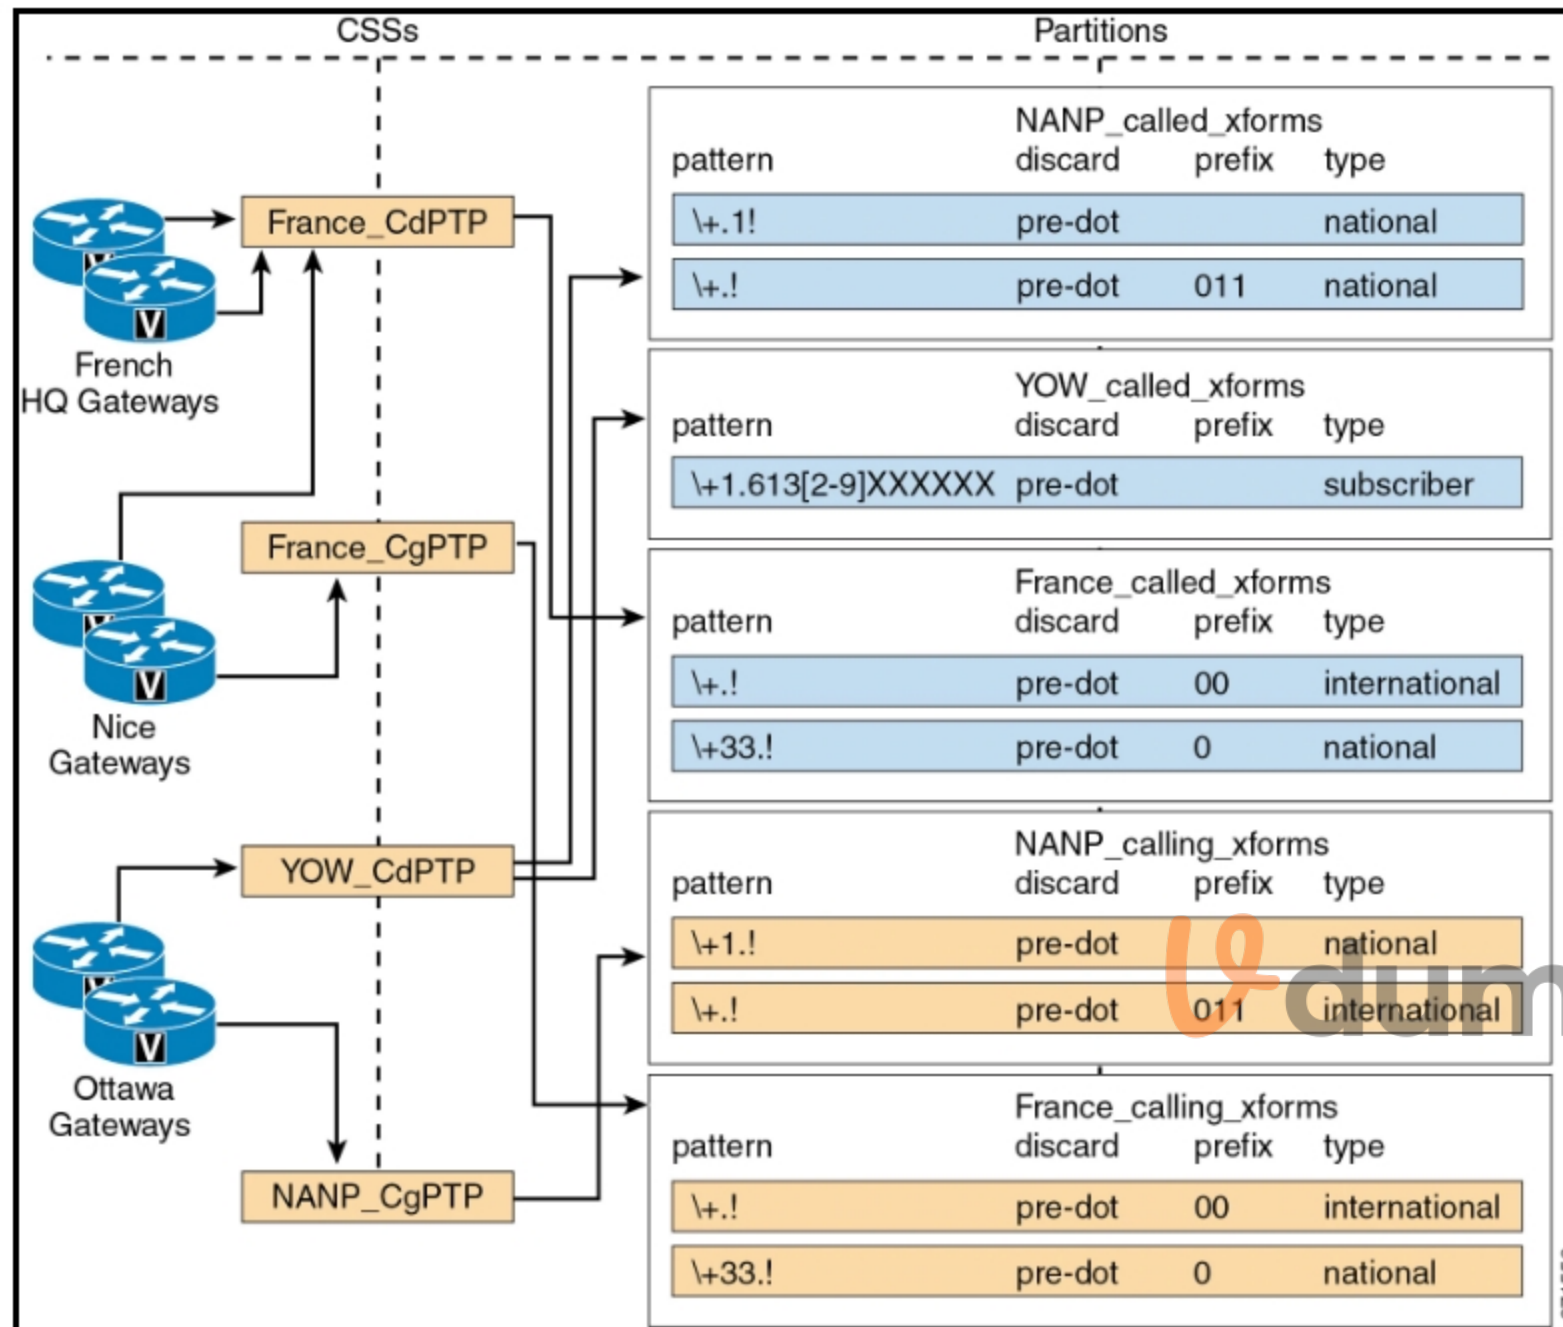 CSSs Partitions
NANP_called_xforms
pattern discard prefix type
\+.1! pre-dot national
\+.! pre-dot 011 national
YOW_called_xforms
pattern discard prefix type
\+1.613[2-9]XXXXXX pre-dot subscriber
France_called_xforms
pattern discard prefix type
\+.! pre-dot 00 international
\+33.! pre-dot 0 national
NANP_calling_xforms
pattern discard prefix type
\+1.! pre-dot national
\+.! pre-dot 011 international
France_calling_xforms
pattern discard prefix type
\+.! pre-dot 00 international
\+33.! pre-dot 0 national
France_CdPTP
V
V
French
HQ Gateways
France_CgPTP
V
V
Nice
Gateways
YOW_CdPTP
V
V
Ottawa
Gateways
NANP_CgPTP